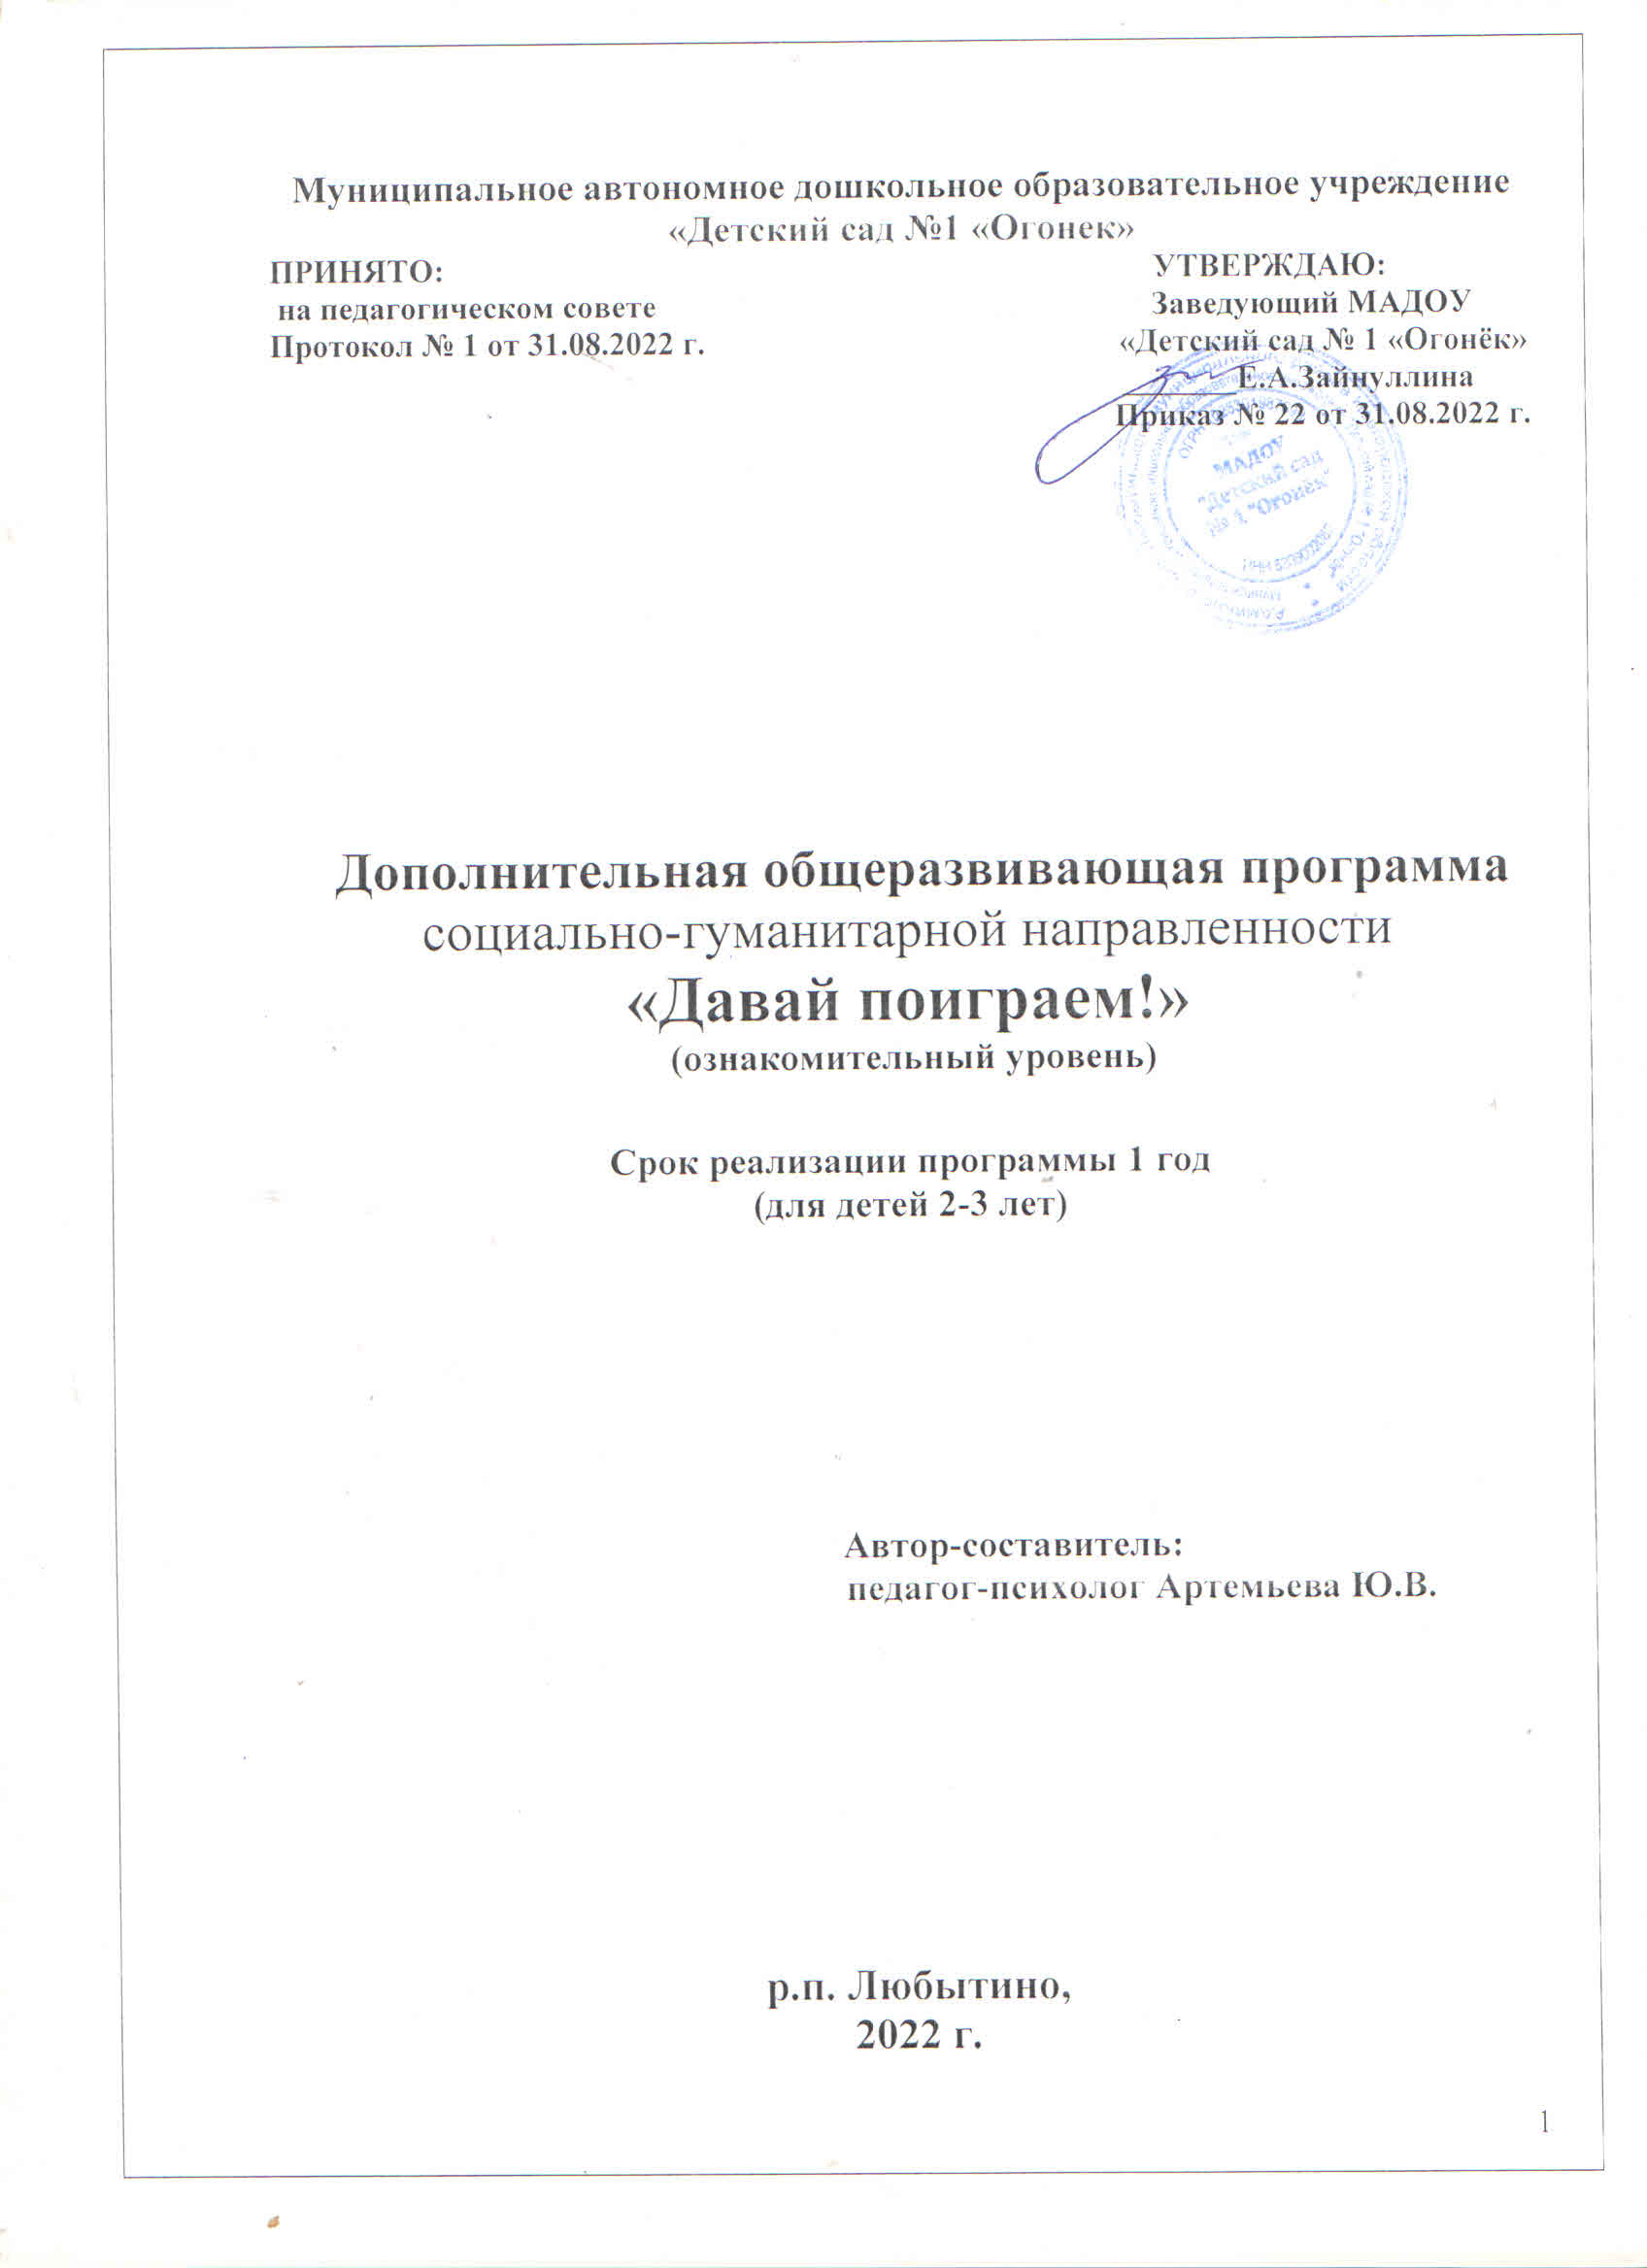 Муниципальное автономное дошкольное образовательное учреждение
«Детский сад №1 «Огонек»
ПРИНЯТО:
на педагогическом совете
Протокол № 1 от 31.08.2022 г.
УТВЕРЖДАЮ:
Заведующий МАДОУ
«Детский сад № 1 «Огонёк»
Е.А.Зайнуллина
Приказ № 22 от 31.08.2022 г.
МАДОУ
"Детский сад
№ 1 "Огонёк"
Дополнительная общеразвивающая программа
социально-гуманитарной направленности
«Давай поиграем!»
(ознакомительный уровень)
Срок реализации программы 1 год
(для детей 2-3 лет)
Автор-составитель:
педагог-психолог Артемьева Ю.В.
р.п. Любытино,
2022 г.
1